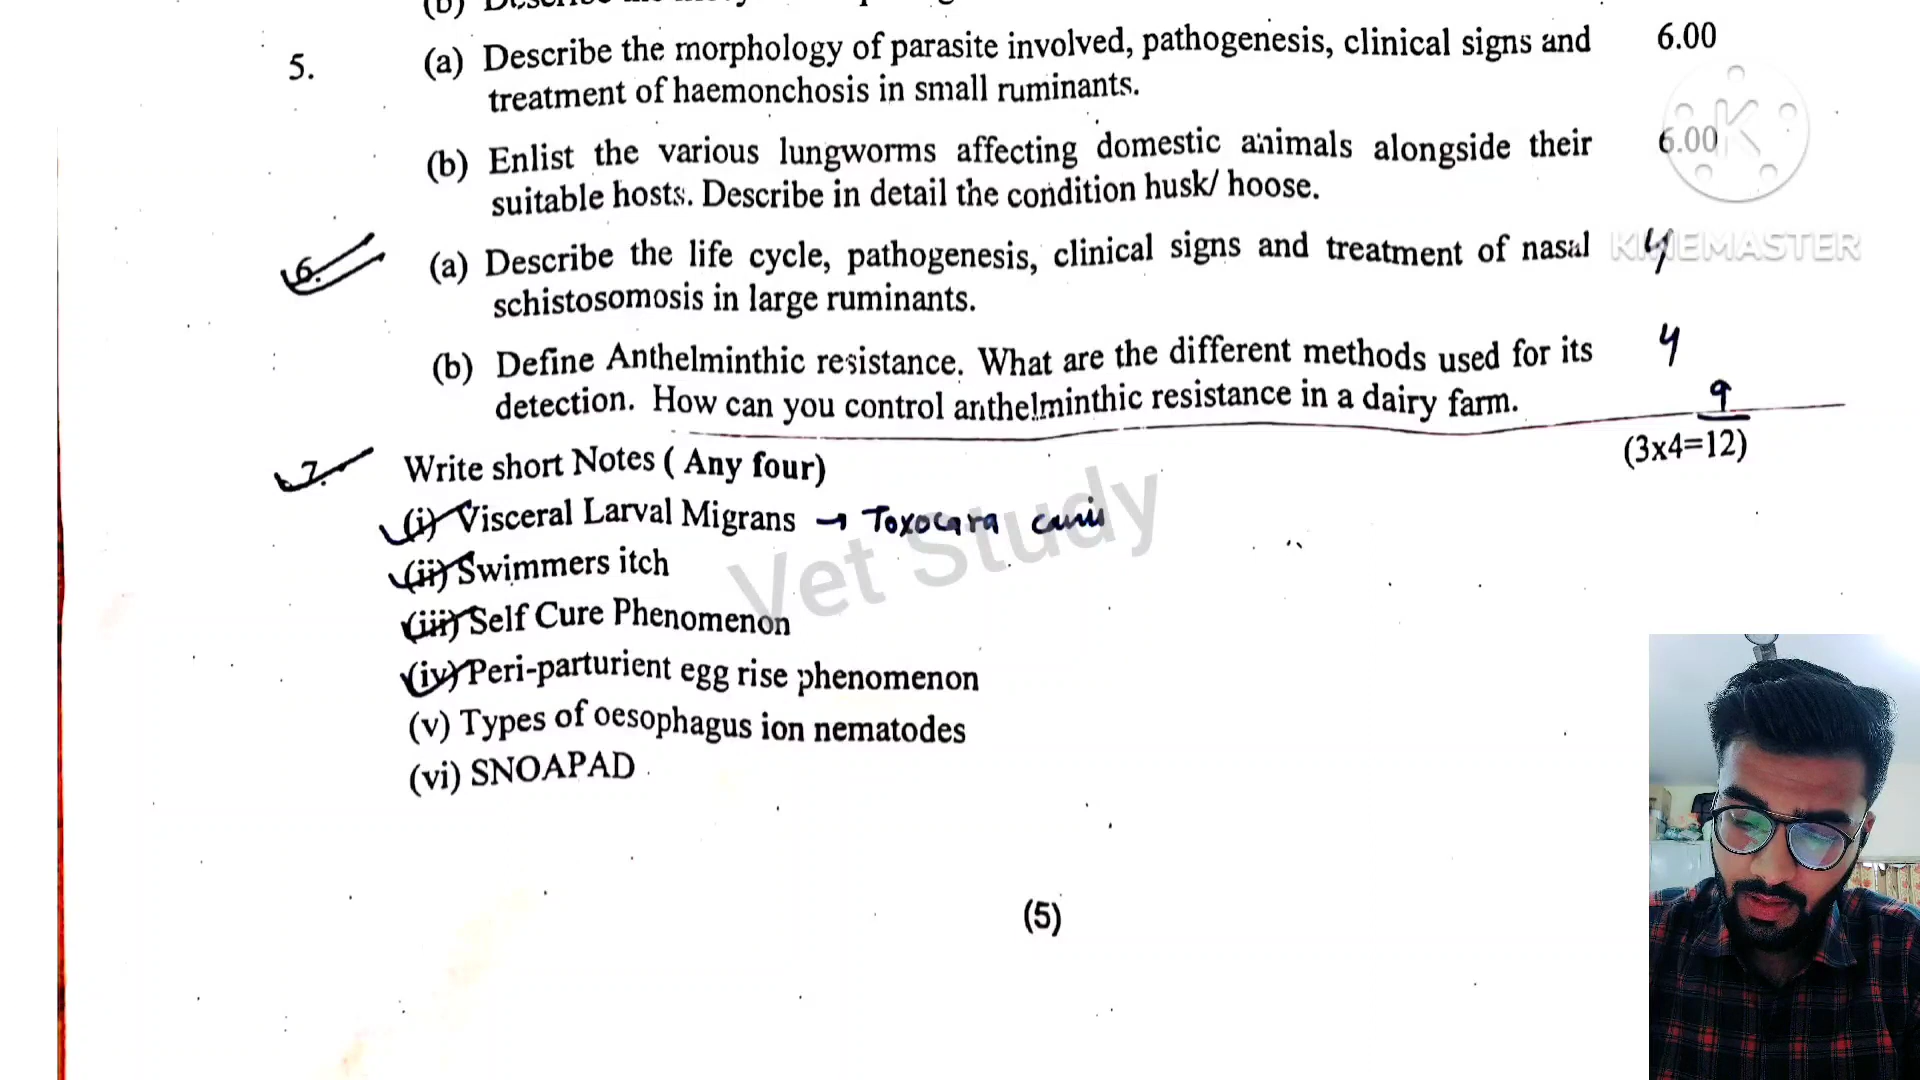 5. (a) Describe the morphology of parasite involved, pathogenesis, clinical signs and 6.00
treatment of haemonchosis in small ruminants.
(b) Enlist the various lungworms affecting domestic animals alongside their 6.00
suitable hosts. Describe in detail the condition husk/ hoose.
6. (a) Describe the life cycle, pathogenesis, clinical signs and treatment of nasal 4
KINEMASTER
schistosomosis in large ruminants.
(b) Define Anthelminthic resistance. What are the different methods used for its 4
detection. How can you control anthelminthic resistance in a dairy farm. 9
7. Write short Notes ( Any four) (3x4=12)
(i) Visceral Larval Migrans → Toxocara canis
(ii) Swimmers itch
Vet Study
(iii) Self Cure Phenomenon
(iv) Peri-parturient egg rise phenomenon
(v) Types of oesophagus ion nematodes
(vi) SNOAPAD
(5)